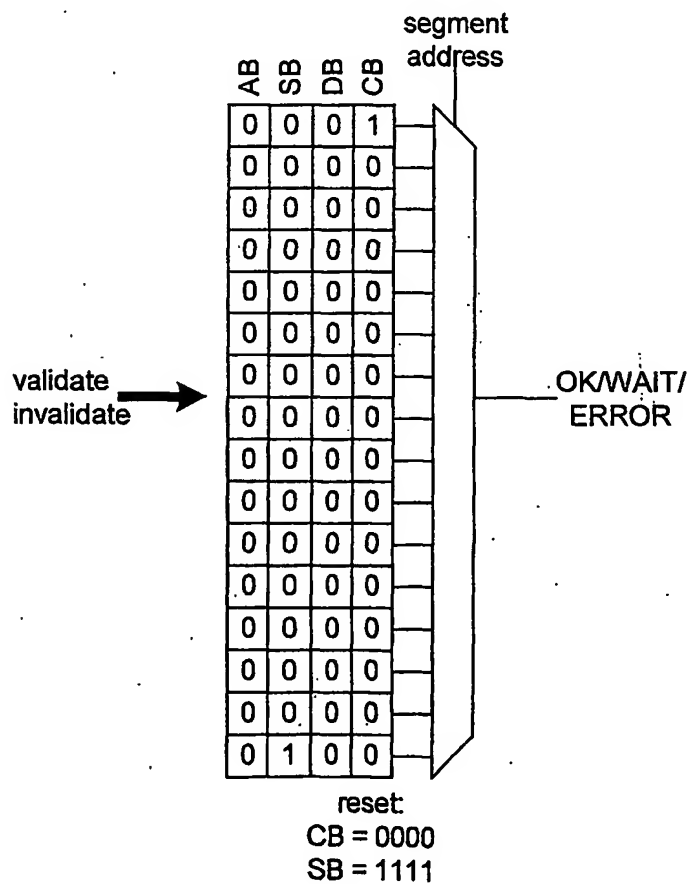 segment
address
AB SB DB CB
0 0 0 1
0 0 0 0
0 0 0 0
0 0 0 0
0 0 0 0
0 0 0 0
0 0 0 0
0 0 0 0
0 0 0 0
0 0 0 0
0 0 0 0
0 0 0 0
0 0 0 0
0 0 0 0
0 0 0 0
0 1 0 0
validate
invalidate
OK/WAIT/
ERROR
reset:
CB = 0000
SB = 1111